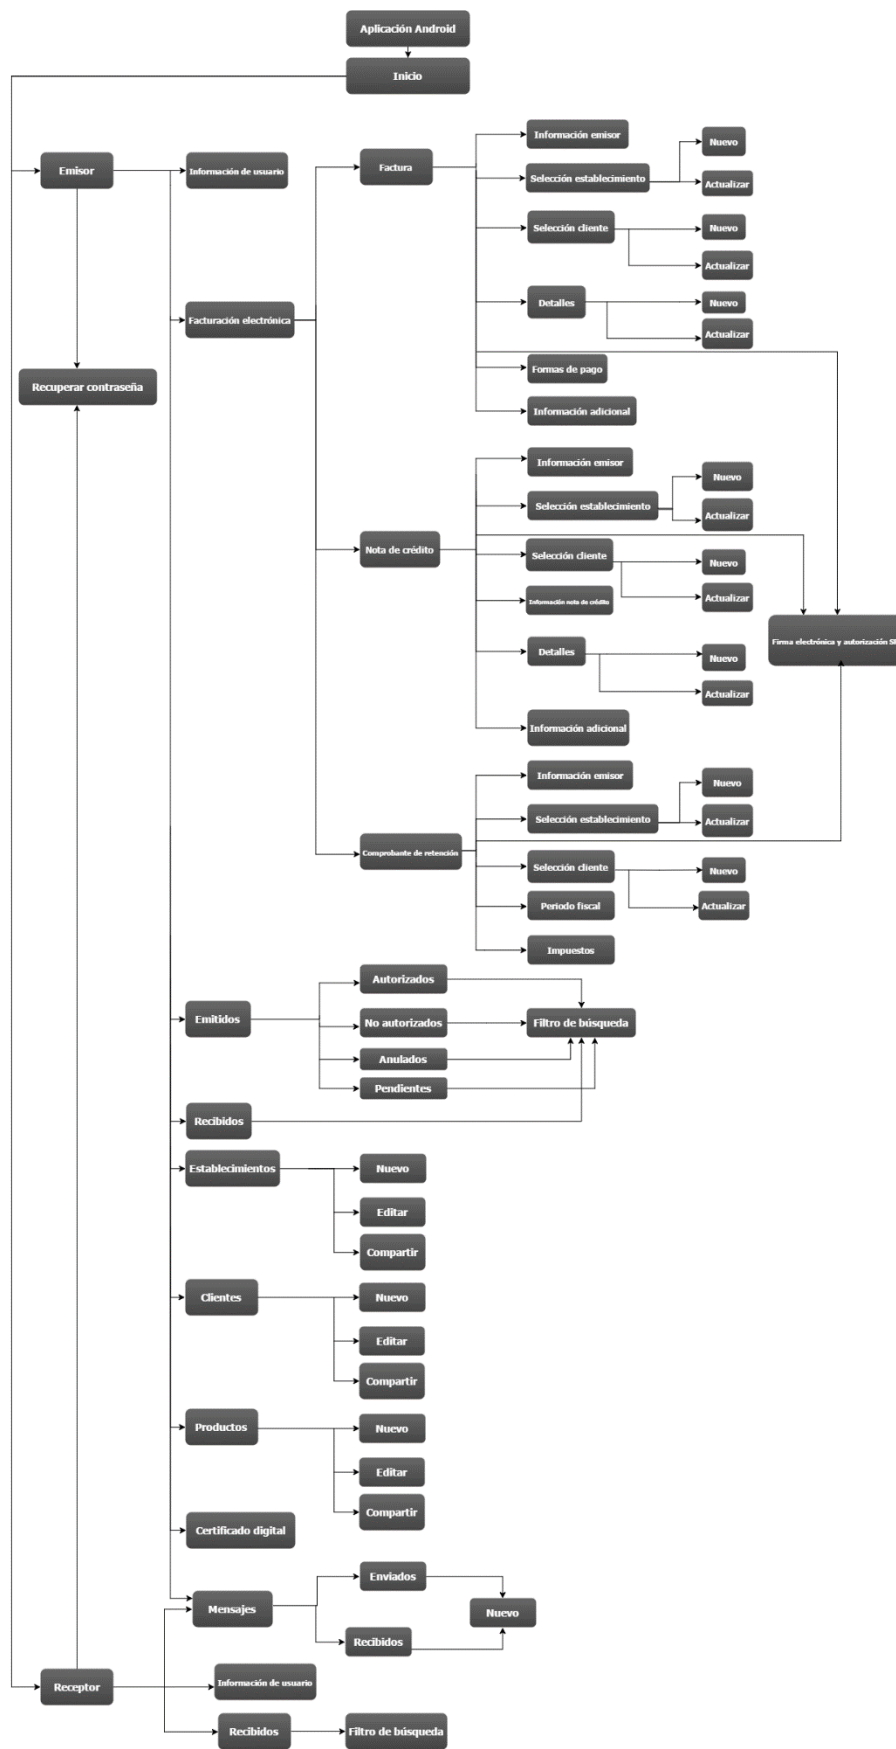 Aplicación Android
Inicio
Emisor
Información de usuario
Factura
Información emisor
Nuevo
Selección establecimiento
Actualizar
Selección cliente
Nuevo
Actualizar
Facturación electrónica
Detalles
Nuevo
Actualizar
Recuperar contraseña
Formas de pago
Información adicional
Información emisor
Nuevo
Selección establecimiento
Actualizar
Nota de crédito
Selección cliente
Nuevo
Actualizar
Información nota de crédito
Firma electrónica y autorización
Detalles
Nuevo
Actualizar
Información adicional
Información emisor
Nuevo
Selección establecimiento
Actualizar
Comprobante de retención
Selección cliente
Nuevo
Periodo fiscal
Actualizar
Impuestos
Autorizados
Emitidos
No autorizados
Filtro de búsqueda
Anulados
Pendientes
Recibidos
Establecimientos
Nuevo
Editar
Compartir
Clientes
Nuevo
Editar
Compartir
Productos
Nuevo
Editar
Compartir
Certificado digital
Enviados
Mensajes
Nuevo
Recibidos
Receptor
Información de usuario
Recibidos
Filtro de búsqueda